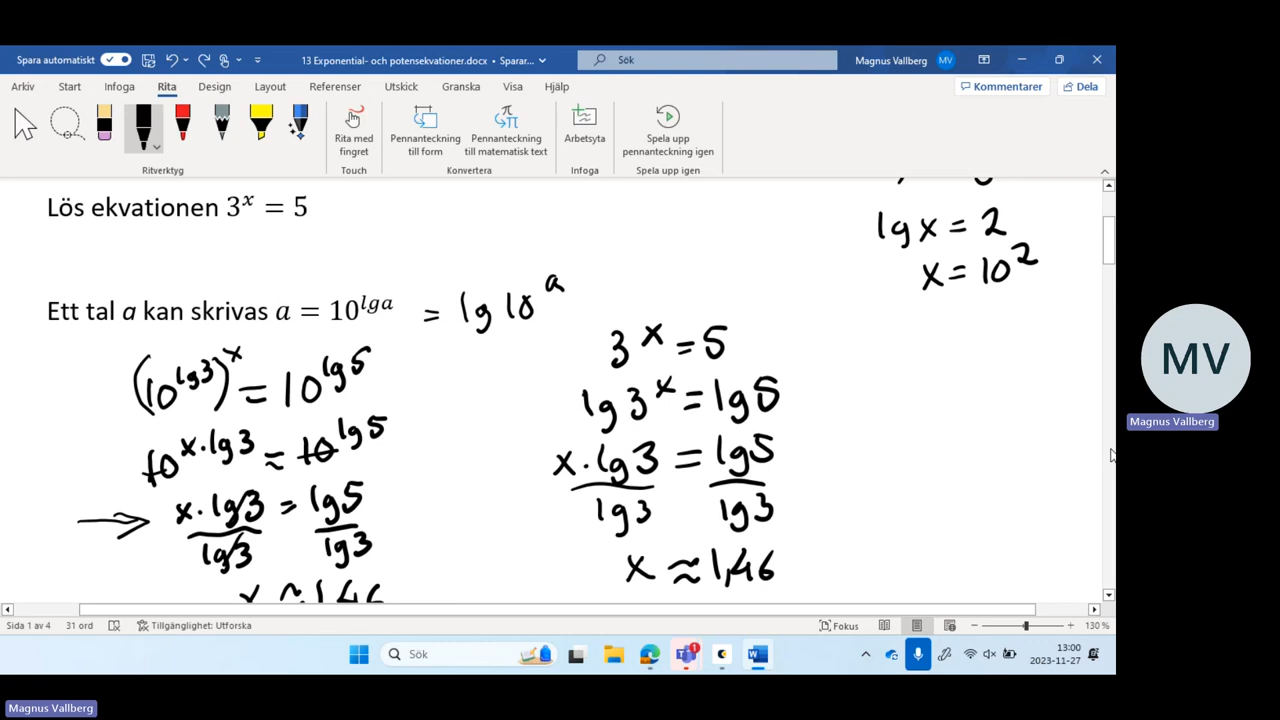 Spara automatiskt
13 Exponential- och potensekvationer.docx • Sparar...
Sök
Magnus Vallberg MV
Arkiv Start Infoga Rita Design Layout Referenser Utskick Granska Visa Hjälp Kommentarer Dela
Rita med fingret
Pennanteckning till form
Pennanteckning till matematisk text
Arbetsyta
Spela upp pennanteckning igen
Ritverktyg
Touch
Konvertera
Infoga
Spela upp igen
Lös ekvationen 3^x = 5
lg x = 2
x = 10^2
Ett tal a kan skrivas a = 10^{lga} = lg 10^a
(10^{lg3})^x = 10^{lg5}
10^{x·lg3} = 10^{lg5}
x·lg3 / lg3 = lg5 / lg3
x ≈ 1,46
3^x = 5
lg 3^x = lg5
x·lg3 / lg3 = lg5 / lg3
x ≈ 1,46
MV
Magnus Vallberg
Sida 1 av 4 31 ord Tillgänglighet: Utforska Fokus 130 %
Sök
1
13:00
2023-11-27
Magnus Vallberg